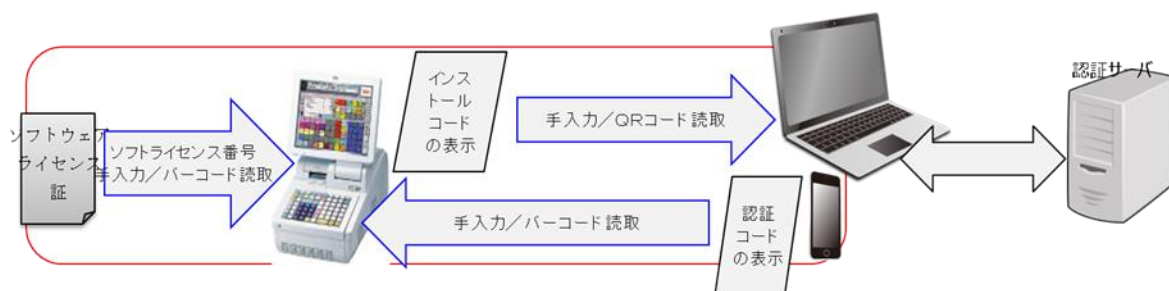 ソフトウェア
ライセンス
証
ソフトライセンス番号
手入力／バーコード読取
インス
トール
コード
の表示
手入力／QRコード読取
手入力／バーコード読取
認証
コード
の表示
認証サーバ